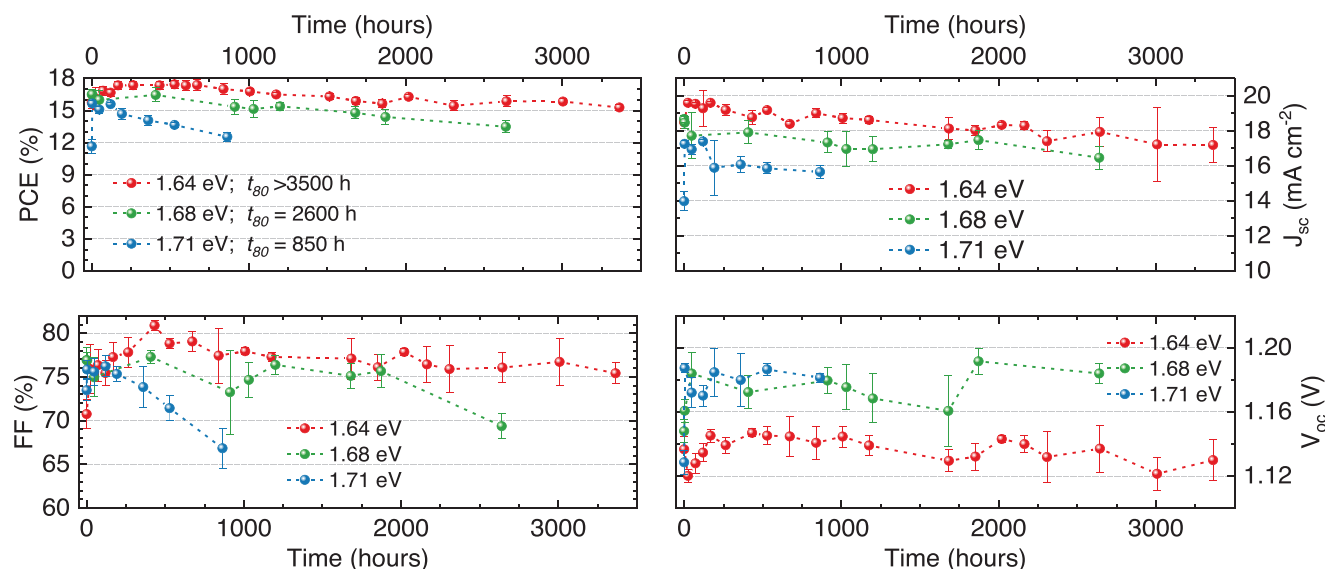 Time (hours)
0 1000 2000 3000
18
15
12
9
6
3
0
PCE (%)
1.64 eV; t80 >3500 h
1.68 eV; t80 = 2600 h
1.71 eV; t80 = 850 h
Time (hours)
0 1000 2000 3000
20
18
16
14
12
10
Jsc (mA cm-2)
1.64 eV
1.68 eV
1.71 eV
80
75
70
65
60
FF (%)
1.64 eV
1.68 eV
1.71 eV
0 1000 2000 3000
Time (hours)
1.64 eV
1.68 eV
1.71 eV
1.20
1.16
1.12
Voc (V)
0 1000 2000 3000
Time (hours)